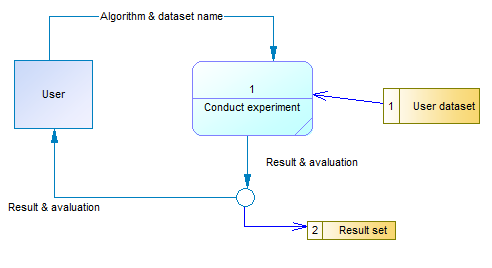 Algorithm & dataset name
User
1
Conduct experiment
1 User dataset
Result & avaluation
Result & avaluation
2 Result set